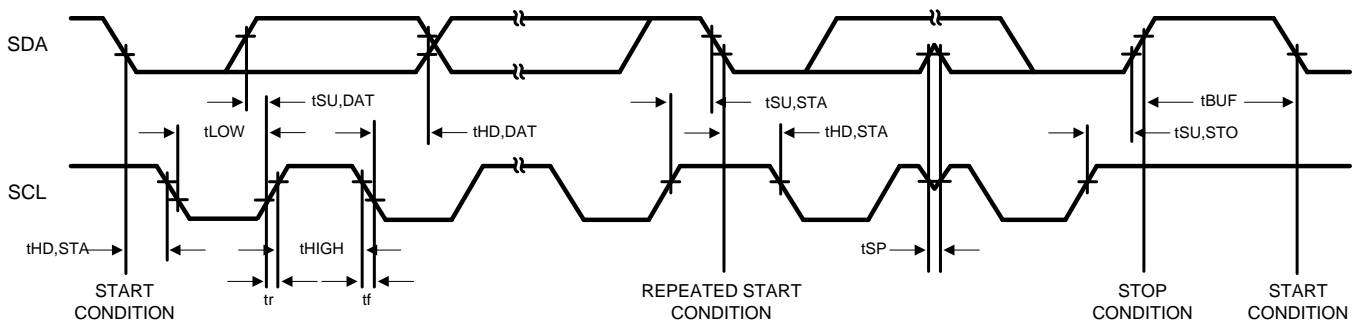 SDA
tSU,DAT
tLOW
tHD,DAT
tSU,STA
tHD,STA
tBUF
tSU,STO
SCL
tHD,STA
tHIGH
tSP
tr
tf
START
CONDITION
REPEATED START
CONDITION
STOP
CONDITION
START
CONDITION